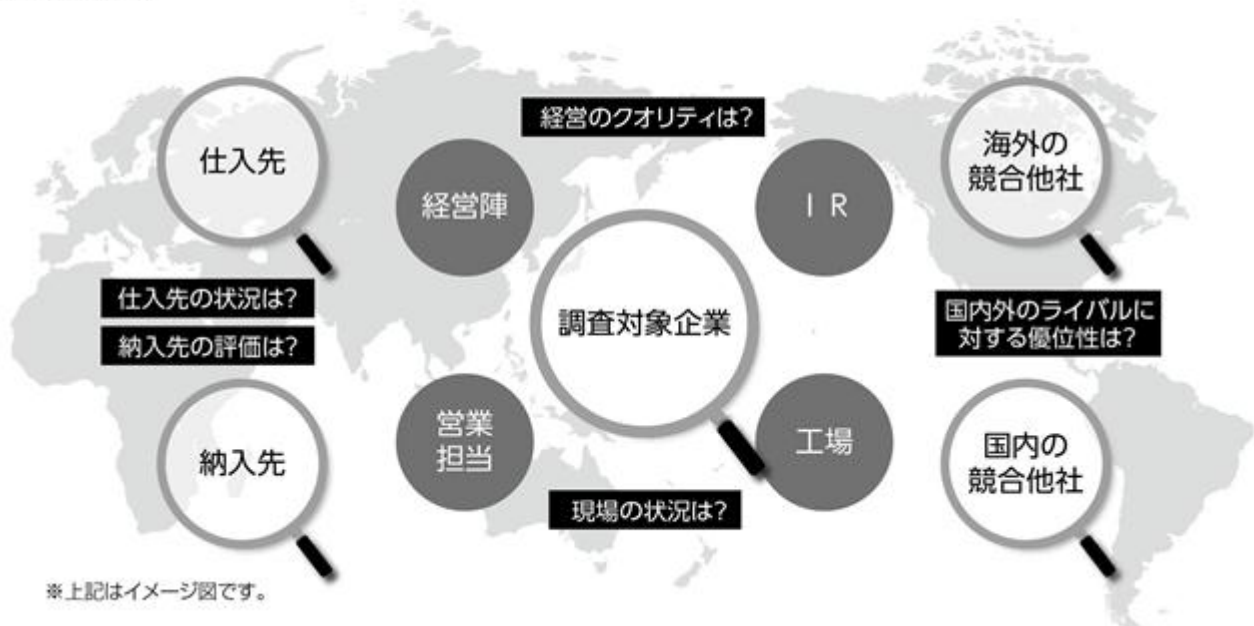 経営のクオリティは?
仕入先
経営陣
IR
海外の
競合他社
調査対象企業
仕入先の状況は?
納入先の評価は?
国内外のライバルに
対する優位性は?
納入先
営業
担当
工場
国内の
競合他社
現場の状況は?
※上記はイメージ図です。